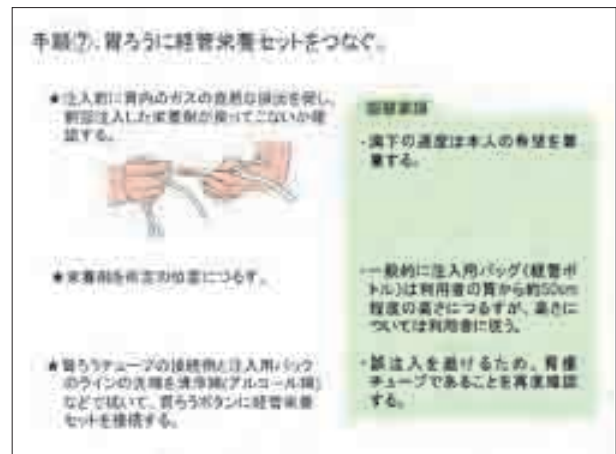 手順⑦.胃ろうに経管栄養セットをつなぐ。
★注入前に胃内のガスの自然な排出を促し、
前回注入した栄養剤が戻ってこないか確
認する。
★栄養剤を所定の位置につるす。
★胃ろうチューブの接続側と注入用バック
のラインの先端を清浄綿(アルコール綿)
などで拭いて、胃ろうボタンに経管栄養
セットを接続する。
留意事項
・滴下の速度は本人の希望を尊
重する。
・一般的に注入用バッグ(経管ボ
トル)は利用者の胃から約50cm
程度の高さにつるすが、高さに
ついては利用者に従う。
・誤注入を避けるため、胃瘻
チューブであることを再度確認
する。